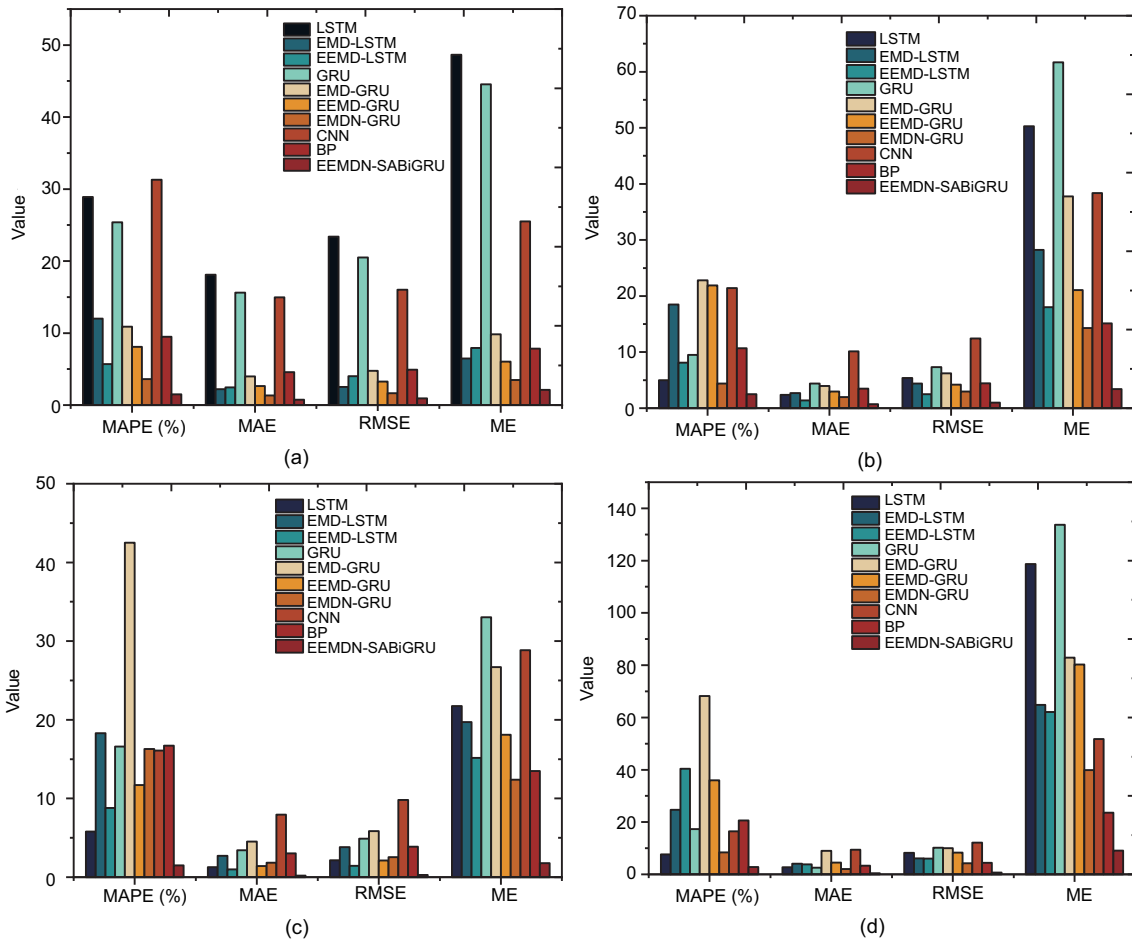 50
40
30
20
10
0
Value
LSTM
EMD-LSTM
EEMD-LSTM
GRU
EMD-GRU
EEMD-GRU
EMDN-GRU
CNN
BP
EEMDN-SABiGRU
MAPE (%)
MAE
RMSE
ME
(a)
70
60
50
40
30
20
10
0
Value
LSTM
EMD-LSTM
EEMD-LSTM
GRU
EMD-GRU
EEMD-GRU
EMDN-GRU
CNN
BP
EEMDN-SABiGRU
MAPE (%)
MAE
RMSE
ME
(b)
50
40
30
20
10
0
Value
LSTM
EMD-LSTM
EEMD-LSTM
GRU
EMD-GRU
EEMD-GRU
EMDN-GRU
CNN
BP
EEMDN-SABiGRU
MAPE (%)
MAE
RMSE
ME
(c)
140
120
100
80
60
40
20
0
Value
LSTM
EMD-LSTM
EEMD-LSTM
GRU
EMD-GRU
EEMD-GRU
EMDN-GRU
CNN
BP
EEMDN-SABiGRU
MAPE (%)
MAE
RMSE
ME
(d)